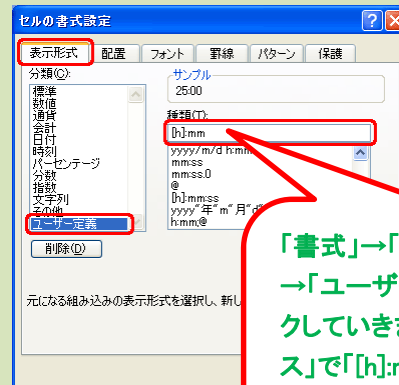 セルの書式設定
表示形式 配置 フォント 罫線 パターン 保護
分類(C):
標準
数値
通貨
会計
日付
時刻
パーセンテージ
分数
指数
文字列
その他
ユーザー定義
サンプル
25:00
種類(T):
[h]:mm
yyyy/m/d h:mm
mm:ss
mm:ss.0
@
[h]:mm:ss
yyyy"年"m"月"d"
h:mm;@
削除(D)
元になる組み込みの表示形式を選択し、新し
「書式」→「
→「ユーザ
クしていきま
ス」で「[h]:m